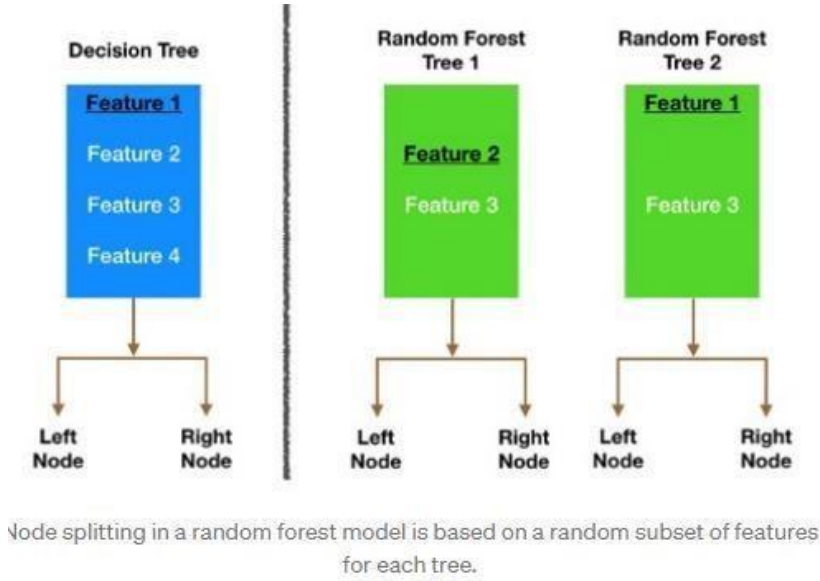 Decision Tree
Feature 1
Feature 2
Feature 3
Feature 4
Left
Node
Right
Node
Random Forest
Tree 1
Feature 2
Feature 3
Left
Node
Right
Node
Random Forest
Tree 2
Feature 1
Feature 3
Left
Node
Right
Node
Node splitting in a random forest model is based on a random subset of features
for each tree.